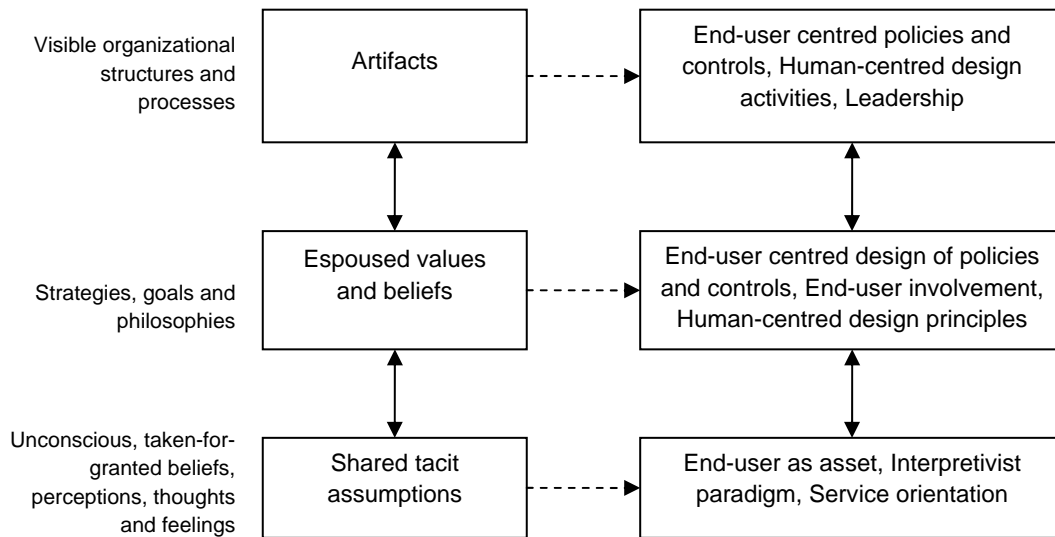 Visible organizational
structures and
processes
Artifacts
End-user centred policies and
controls, Human-centred design
activities, Leadership
Strategies, goals and
philosophies
Espoused values
and beliefs
End-user centred design of policies
and controls, End-user involvement,
Human-centred design principles
Unconscious, taken-for-
granted beliefs,
perceptions, thoughts
and feelings
Shared tacit
assumptions
End-user as asset, Interpretivist
paradigm, Service orientation